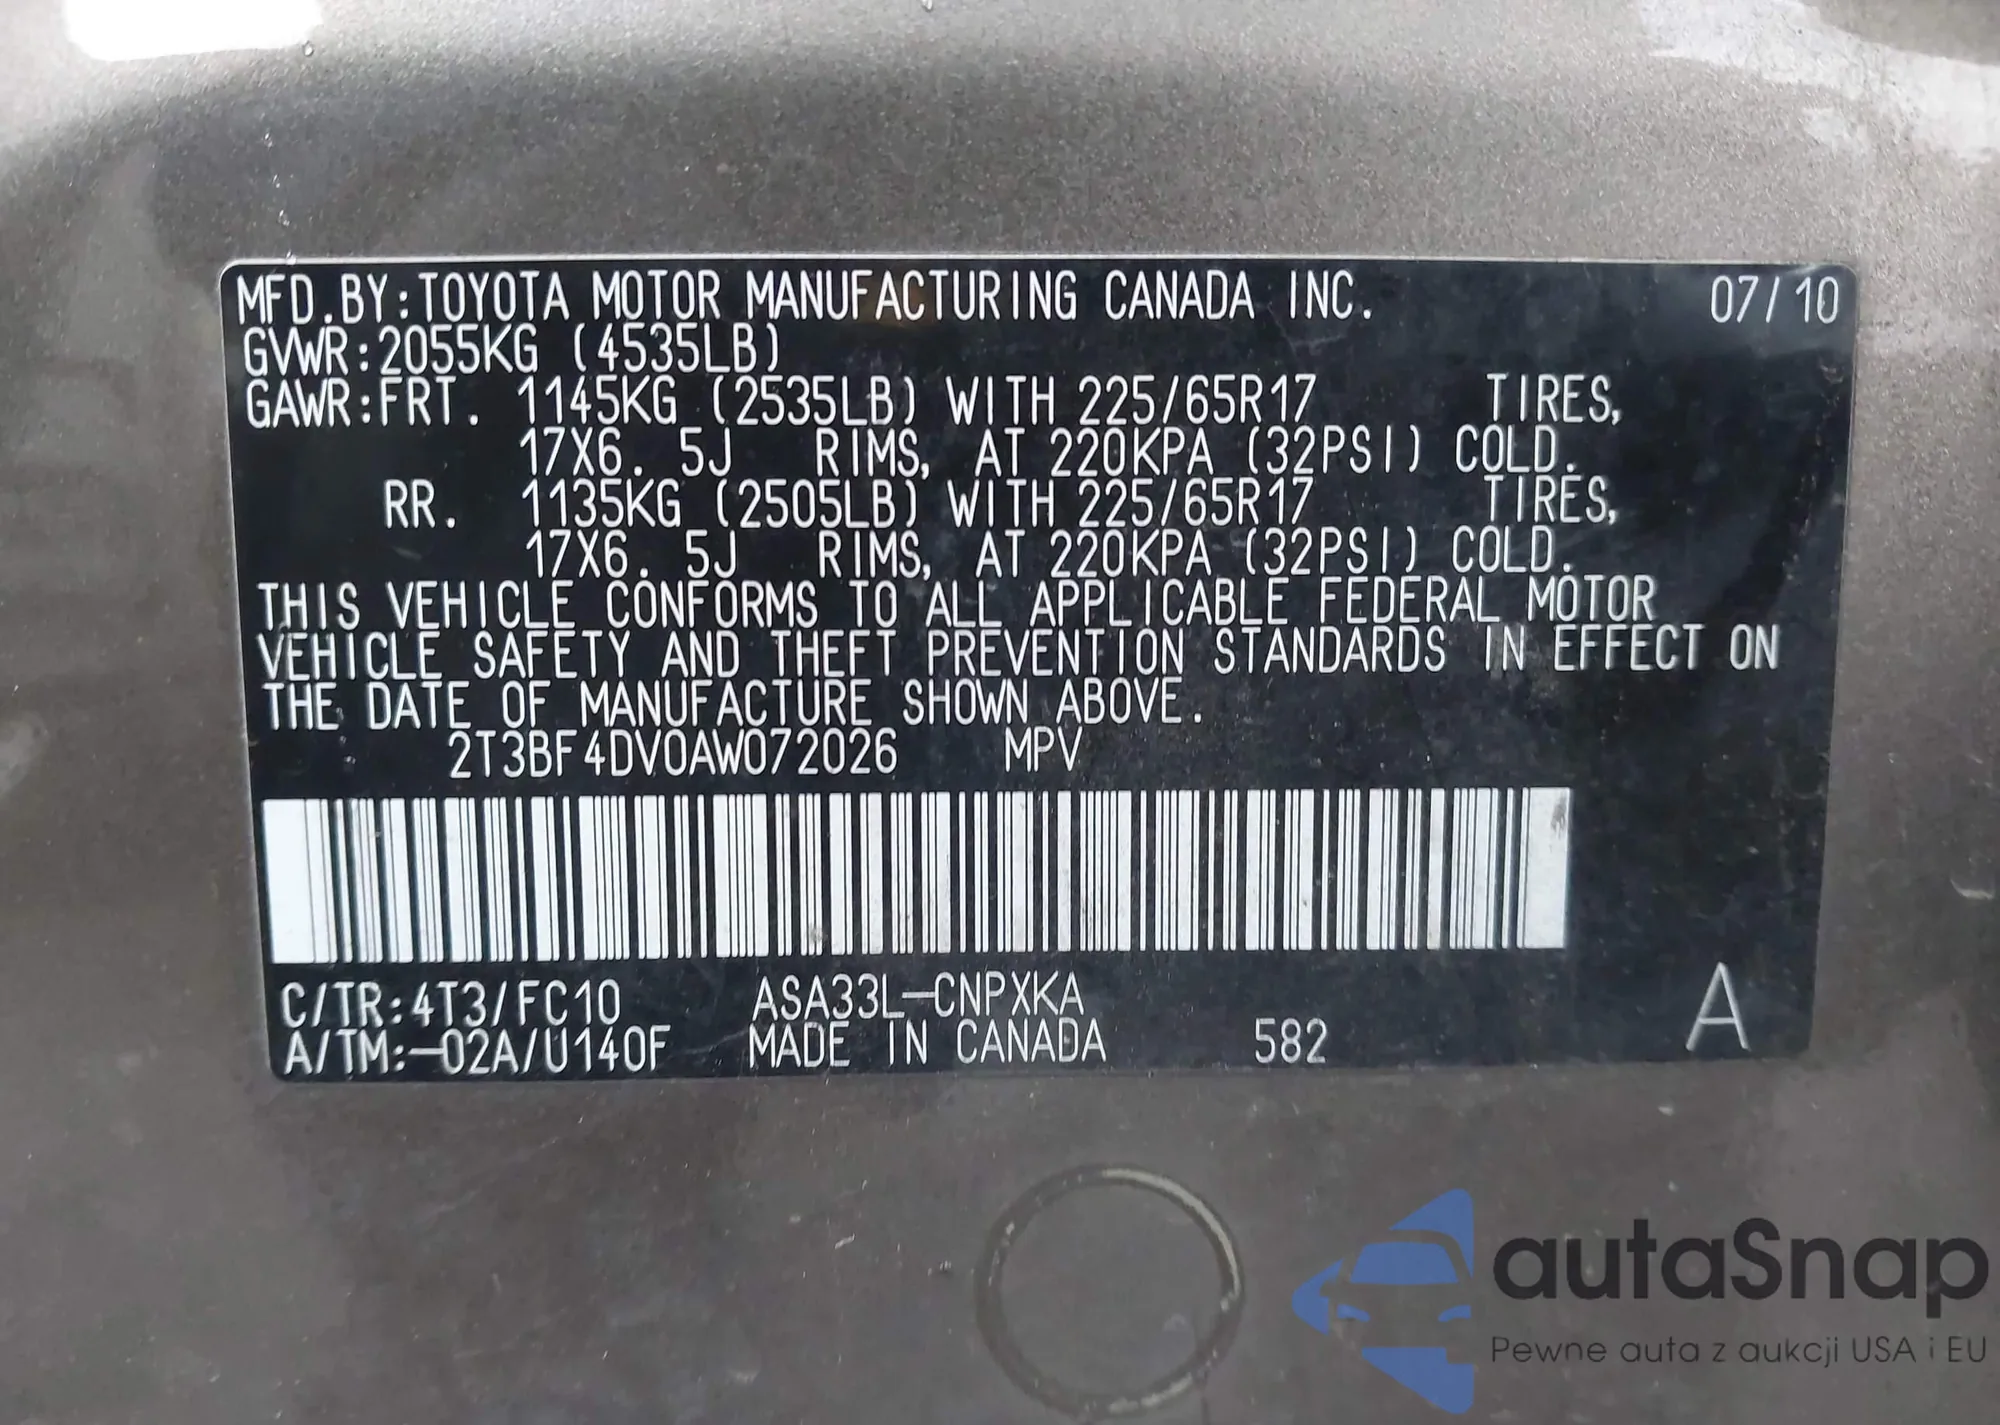 MFD.BY:TOYOTA MOTOR MANUFACTURING CANADA INC. 07/10
GVWR:2055KG (4535LB)
GAWR:FRT. 1145KG (2535LB) WITH 225/65R17 TIRES,
17X6.5J RIMS, AT 220KPA (32PSI) COLD.
RR. 1135KG (2505LB) WITH 225/65R17 TIRES,
17X6.5J RIMS, AT 220KPA (32PSI) COLD.
THIS VEHICLE CONFORMS TO ALL APPLICABLE FEDERAL MOTOR
VEHICLE SAFETY AND THEFT PREVENTION STANDARDS IN EFFECT ON
THE DATE OF MANUFACTURE SHOWN ABOVE.
2T3BF4DV0AW072026 MPV
C/TR:4T3/FC10 ASA33L-CNPXKA
A/TM:-02A/U140F MADE IN CANADA 582 A
autaSnap
Pewne auta z aukcji USA i EU